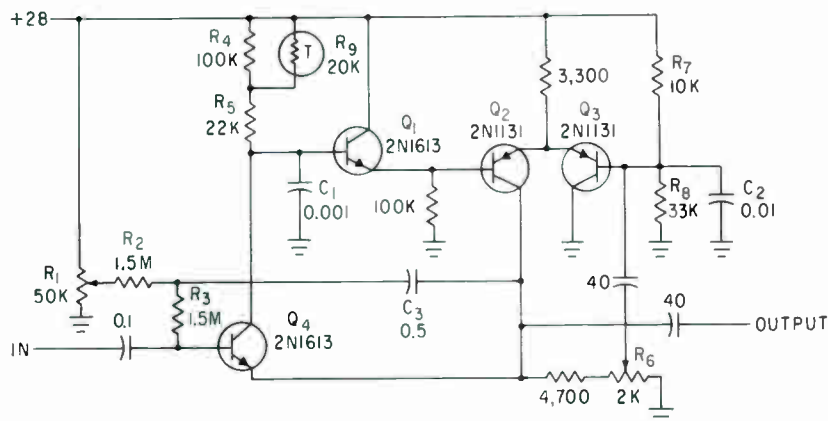 +28
R4
100K
T
R9
20K
R5
22K
Q1
2N1613
C1
0.001
100K
Q2
2N1131
3,300
Q3
2N1131
R7
10K
R8
33K
C2
0.01
R1
50K
R2
1.5M
R3
1.5M
C3
0.5
40
40
OUTPUT
IN
0.1
Q4
2N1613
4,700
R6
2K